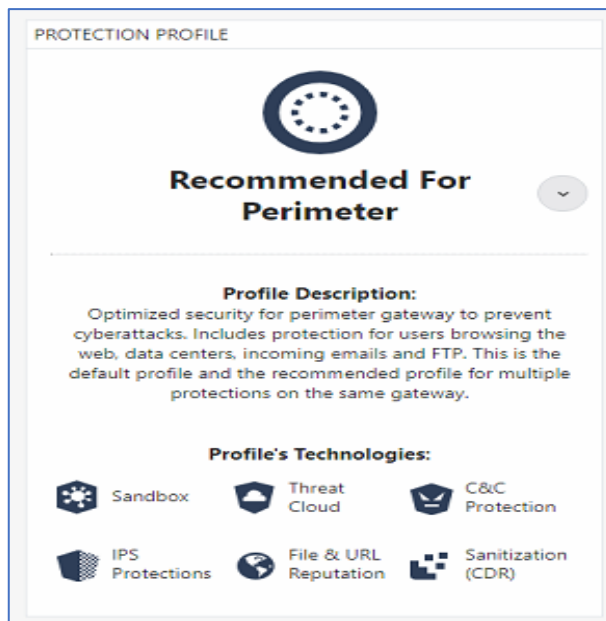 PROTECTION PROFILE
Recommended For
Perimeter
Profile Description:
Optimized security for perimeter gateway to prevent
cyberattacks. Includes protection for users browsing the
web, data centers, incoming emails and FTP. This is the
default profile and the recommended profile for multiple
protections on the same gateway.
Profile's Technologies:
Sandbox
Threat
Cloud
C&C
Protection
IPS
Protections
File & URL
Reputation
Sanitization
(CDR)